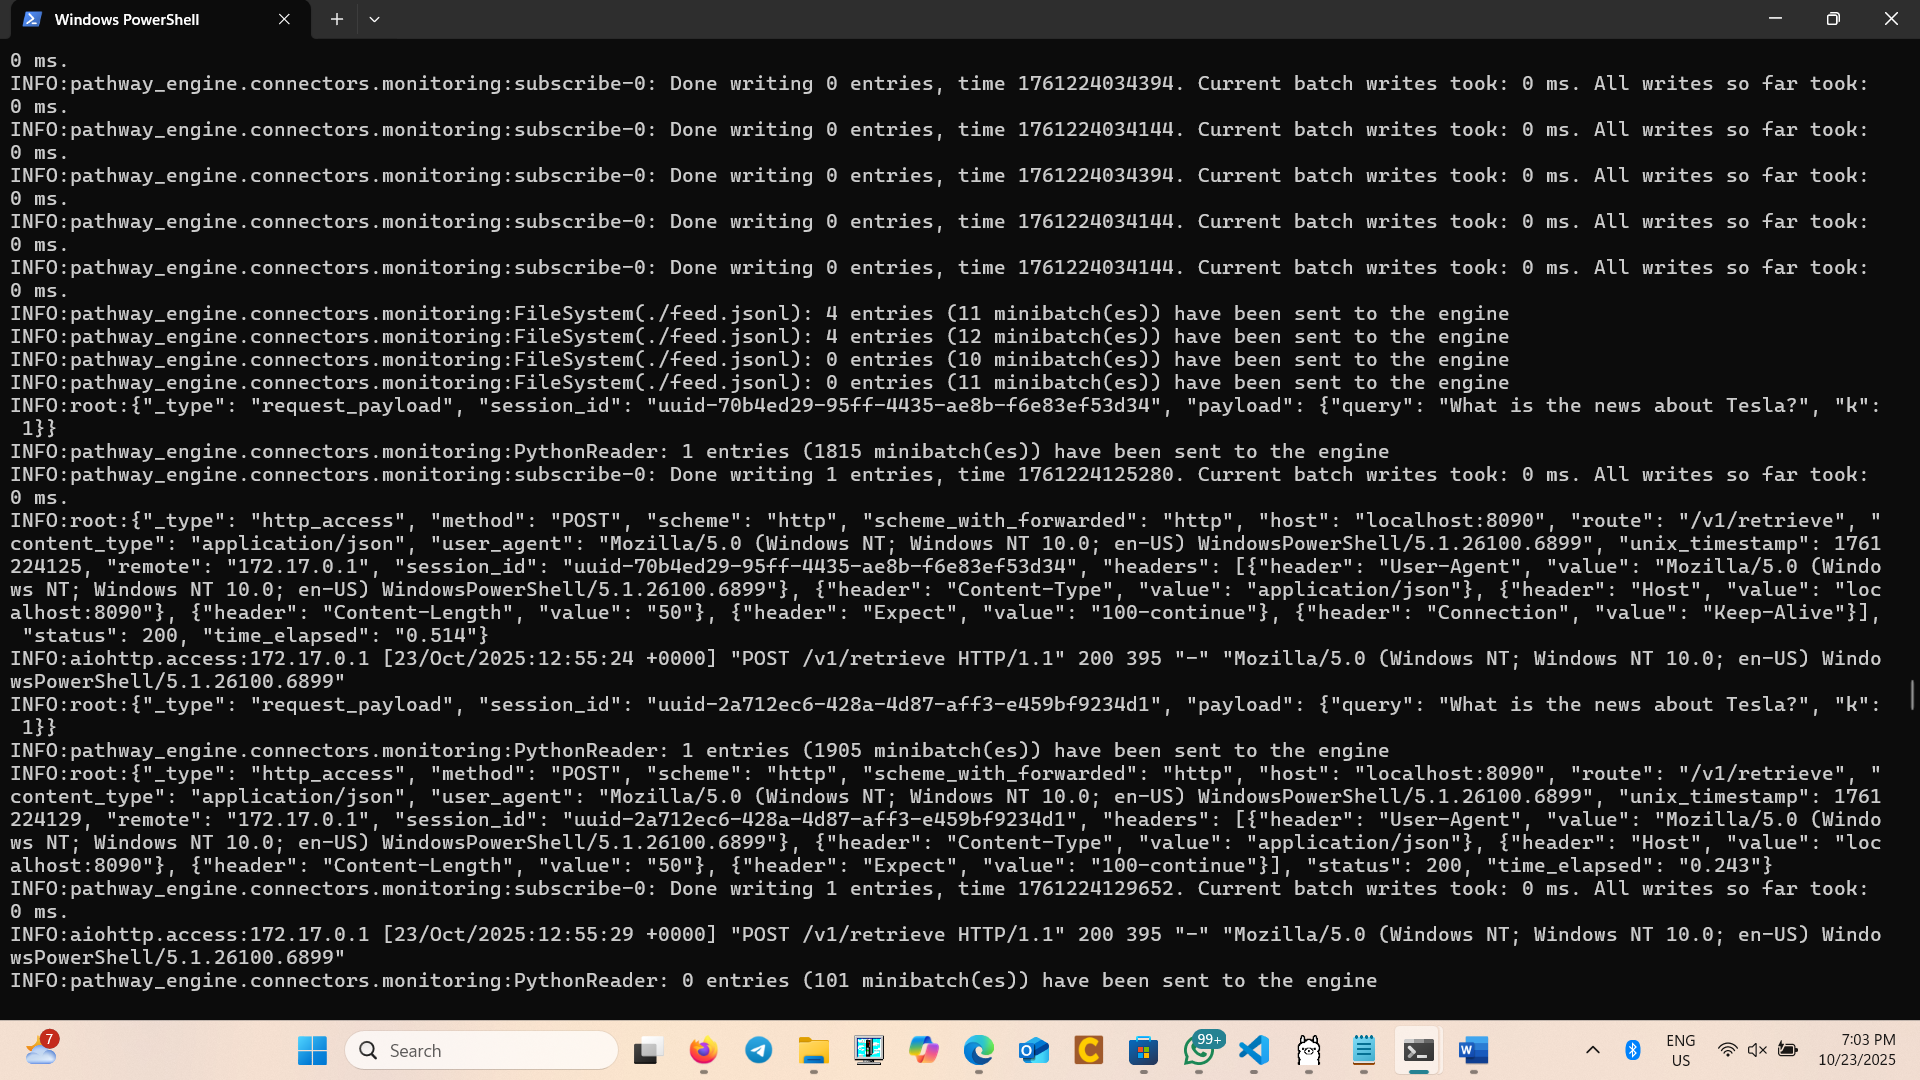 Windows PowerShell
0 ms.
INFO:pathway_engine.connectors.monitoring:subscribe-0: Done writing 0 entries, time 1761224034394. Current batch writes took: 0 ms. All writes so far took:
0 ms.
INFO:pathway_engine.connectors.monitoring:subscribe-0: Done writing 0 entries, time 1761224034144. Current batch writes took: 0 ms. All writes so far took:
0 ms.
INFO:pathway_engine.connectors.monitoring:subscribe-0: Done writing 0 entries, time 1761224034394. Current batch writes took: 0 ms. All writes so far took:
0 ms.
INFO:pathway_engine.connectors.monitoring:subscribe-0: Done writing 0 entries, time 1761224034144. Current batch writes took: 0 ms. All writes so far took:
0 ms.
INFO:pathway_engine.connectors.monitoring:subscribe-0: Done writing 0 entries, time 1761224034144. Current batch writes took: 0 ms. All writes so far took:
0 ms.
INFO:pathway_engine.connectors.monitoring:FileSystem(./feed.jsonl): 4 entries (11 minibatch(es)) have been sent to the engine
INFO:pathway_engine.connectors.monitoring:FileSystem(./feed.jsonl): 4 entries (12 minibatch(es)) have been sent to the engine
INFO:pathway_engine.connectors.monitoring:FileSystem(./feed.jsonl): 0 entries (10 minibatch(es)) have been sent to the engine
INFO:pathway_engine.connectors.monitoring:FileSystem(./feed.jsonl): 0 entries (11 minibatch(es)) have been sent to the engine
INFO:root:{"_type": "request_payload", "session_id": "uuid-70b4ed29-95ff-4435-ae8b-f6e83ef53d34", "payload": {"query": "What is the news about Tesla?", "k":
1}}
INFO:pathway_engine.connectors.monitoring:PythonReader: 1 entries (1815 minibatch(es)) have been sent to the engine
INFO:pathway_engine.connectors.monitoring:subscribe-0: Done writing 1 entries, time 1761224125280. Current batch writes took: 0 ms. All writes so far took:
0 ms.
INFO:root:{"_type": "http_access", "method": "POST", "scheme": "http", "scheme_with_forwarded": "http", "host": "localhost:8090", "route": "/v1/retrieve", "
content_type": "application/json", "user_agent": "Mozilla/5.0 (Windows NT; Windows NT 10.0; en-US) WindowsPowerShell/5.1.26100.6899", "unix_timestamp": 1761
224125, "remote": "172.17.0.1", "session_id": "uuid-70b4ed29-95ff-4435-ae8b-f6e83ef53d34", "headers": [{"header": "User-Agent", "value": "Mozilla/5.0 (Windo
ws NT; Windows NT 10.0; en-US) WindowsPowerShell/5.1.26100.6899"}, {"header": "Content-Type", "value": "application/json"}, {"header": "Host", "value": "loc
alhost:8090"}, {"header": "Content-Length", "value": "50"}, {"header": "Expect", "value": "100-continue"}, {"header": "Connection", "value": "Keep-Alive"}],
"status": 200, "time_elapsed": "0.514"}
INFO:aiohttp.access:172.17.0.1 [23/Oct/2025:12:55:24 +0000] "POST /v1/retrieve HTTP/1.1" 200 395 "-" "Mozilla/5.0 (Windows NT; Windows NT 10.0; en-US) Windo
wsPowerShell/5.1.26100.6899"
INFO:root:{"_type": "request_payload", "session_id": "uuid-2a712ec6-428a-4d87-aff3-e459bf9234d1", "payload": {"query": "What is the news about Tesla?", "k":
1}}
INFO:pathway_engine.connectors.monitoring:PythonReader: 1 entries (1905 minibatch(es)) have been sent to the engine
INFO:root:{"_type": "http_access", "method": "POST", "scheme": "http", "scheme_with_forwarded": "http", "host": "localhost:8090", "route": "/v1/retrieve", "
content_type": "application/json", "user_agent": "Mozilla/5.0 (Windows NT; Windows NT 10.0; en-US) WindowsPowerShell/5.1.26100.6899", "unix_timestamp": 1761
224129, "remote": "172.17.0.1", "session_id": "uuid-2a712ec6-428a-4d87-aff3-e459bf9234d1", "headers": [{"header": "User-Agent", "value": "Mozilla/5.0 (Windo
ws NT; Windows NT 10.0; en-US) WindowsPowerShell/5.1.26100.6899"}, {"header": "Content-Type", "value": "application/json"}, {"header": "Host", "value": "loc
alhost:8090"}, {"header": "Content-Length", "value": "50"}, {"header": "Expect", "value": "100-continue"}], "status": 200, "time_elapsed": "0.243"}
INFO:pathway_engine.connectors.monitoring:subscribe-0: Done writing 1 entries, time 1761224129652. Current batch writes took: 0 ms. All writes so far took:
0 ms.
INFO:aiohttp.access:172.17.0.1 [23/Oct/2025:12:55:29 +0000] "POST /v1/retrieve HTTP/1.1" 200 395 "-" "Mozilla/5.0 (Windows NT; Windows NT 10.0; en-US) Windo
wsPowerShell/5.1.26100.6899"
INFO:pathway_engine.connectors.monitoring:PythonReader: 0 entries (101 minibatch(es)) have been sent to the engine
7
Search
99+
ENG
US
7:03 PM
10/23/2025